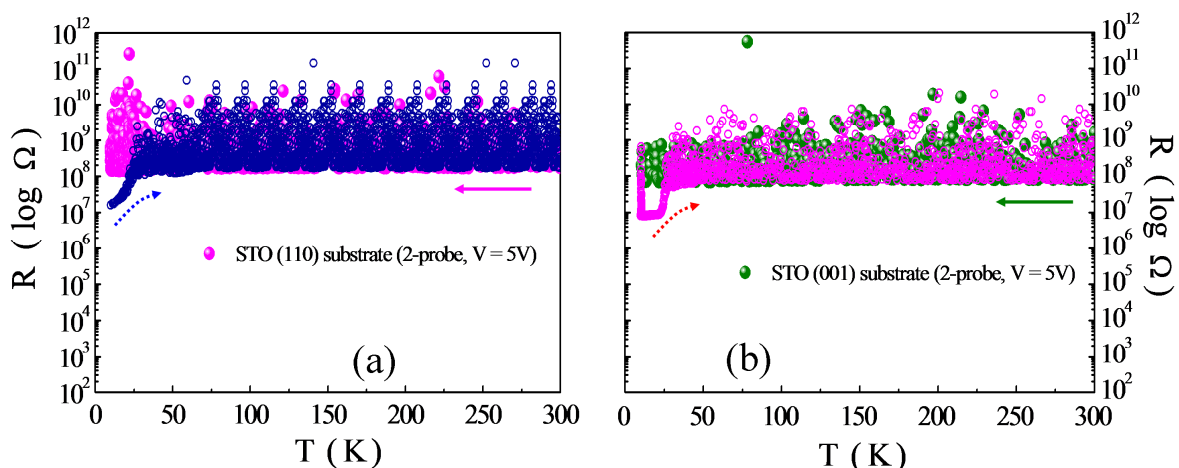 10^12
10^11
10^10
10^9
10^8
10^7
10^6
10^5
10^4
10^3
10^2
R ( log Ω )
STO (110) substrate (2-probe, V = 5V)
(a)
0 50 100 150 200 250 300
T ( K )
10^12
10^11
10^10
10^9
10^8
10^7
10^6
10^5
10^4
10^3
10^2
R ( log Ω )
STO (001) substrate (2-probe, V = 5V)
(b)
0 50 100 150 200 250 300
T ( K )